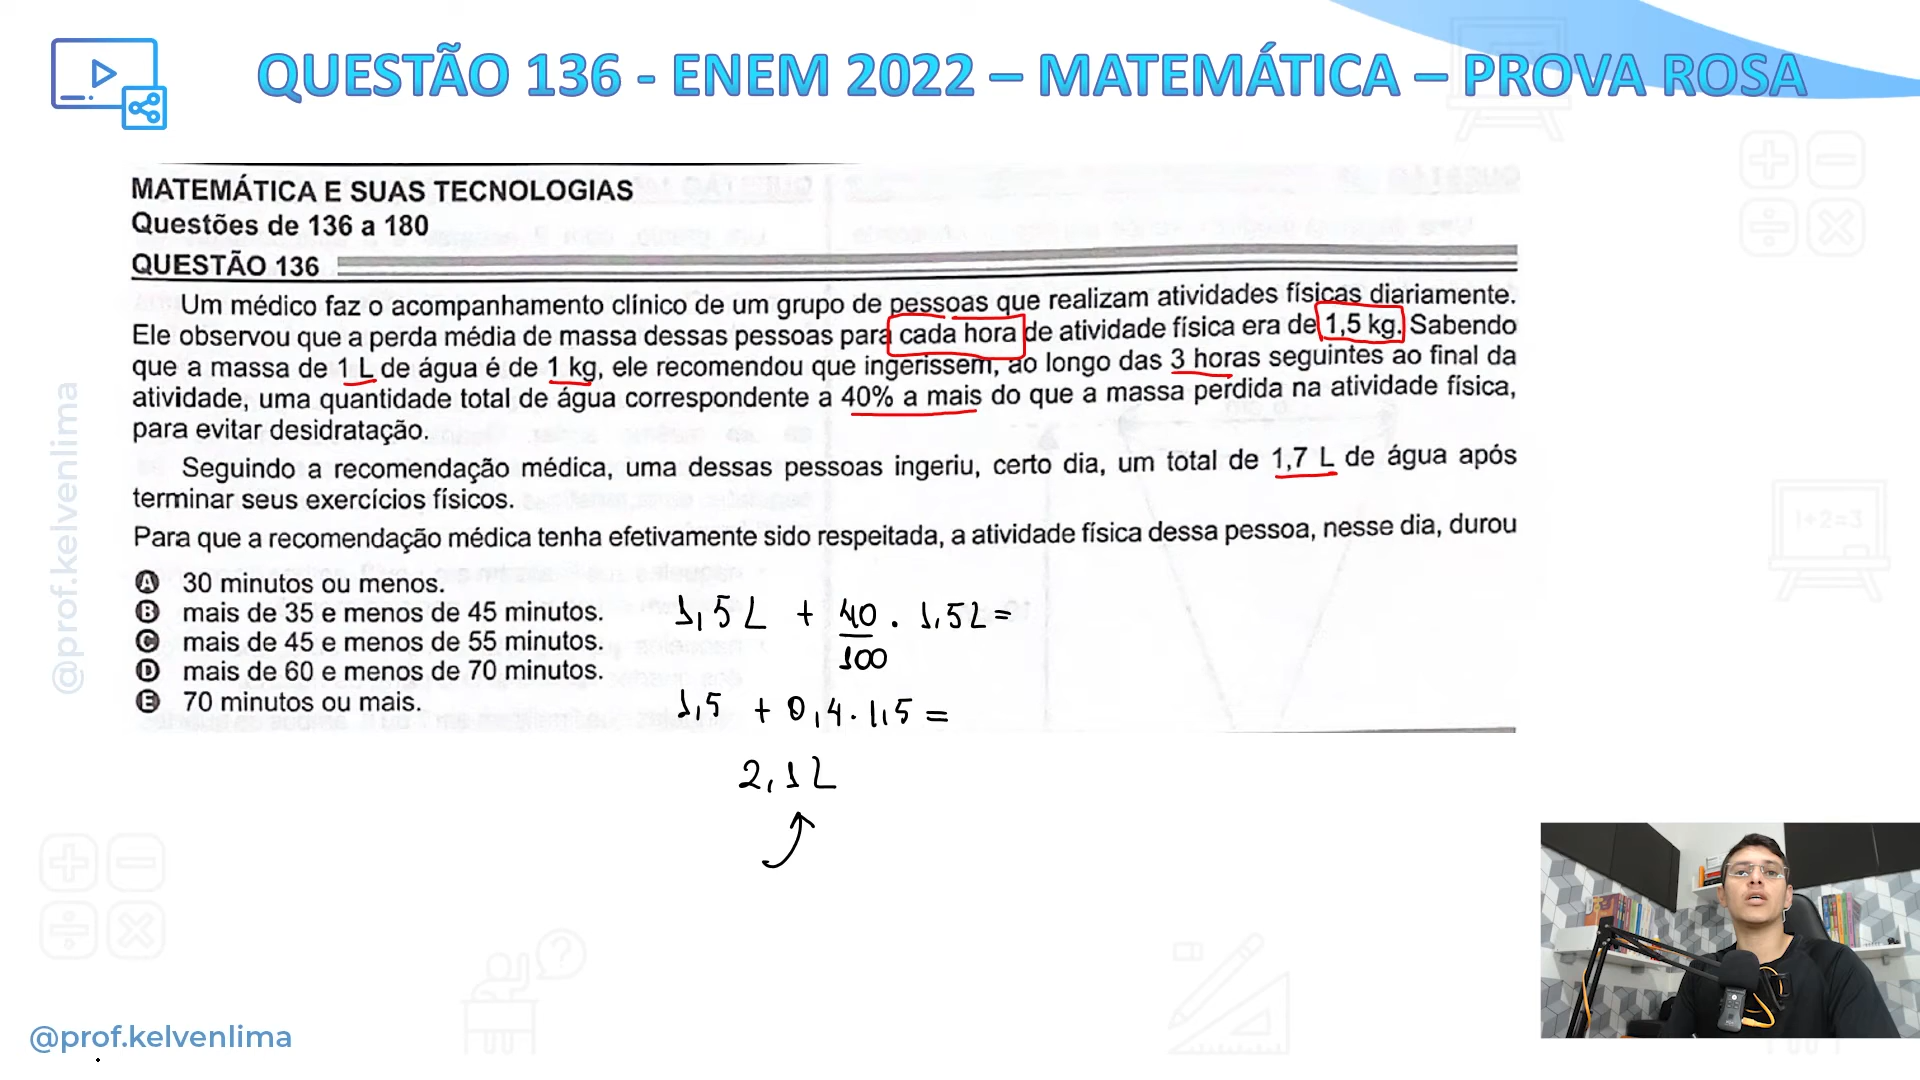 QUESTÃO 136 - ENEM 2022 – MATEMÁTICA – PROVA ROSA
MATEMÁTICA E SUAS TECNOLOGIAS
Questões de 136 a 180
QUESTÃO 136
Um médico faz o acompanhamento clínico de um grupo de pessoas que realizam atividades físicas diariamente.
Ele observou que a perda média de massa dessas pessoas para cada hora de atividade física era de 1,5 kg. Sabendo
que a massa de 1 L de água é de 1 kg, ele recomendou que ingerissem, ao longo das 3 horas seguintes ao final da
atividade, uma quantidade total de água correspondente a 40% a mais do que a massa perdida na atividade física,
para evitar desidratação.
Seguindo a recomendação médica, uma dessas pessoas ingeriu, certo dia, um total de 1,7 L de água após
terminar seus exercícios físicos.
Para que a recomendação médica tenha efetivamente sido respeitada, a atividade física dessa pessoa, nesse dia, durou
A 30 minutos ou menos.
B mais de 35 e menos de 45 minutos.
C mais de 45 e menos de 55 minutos.
D mais de 60 e menos de 70 minutos.
E 70 minutos ou mais.
1,5L + 40/100 . 1,5L =
1,5 + 0,4 . 1,5 =
2,1L
1+2=3
@prof.kelvenlima
@prof.kelvenlima